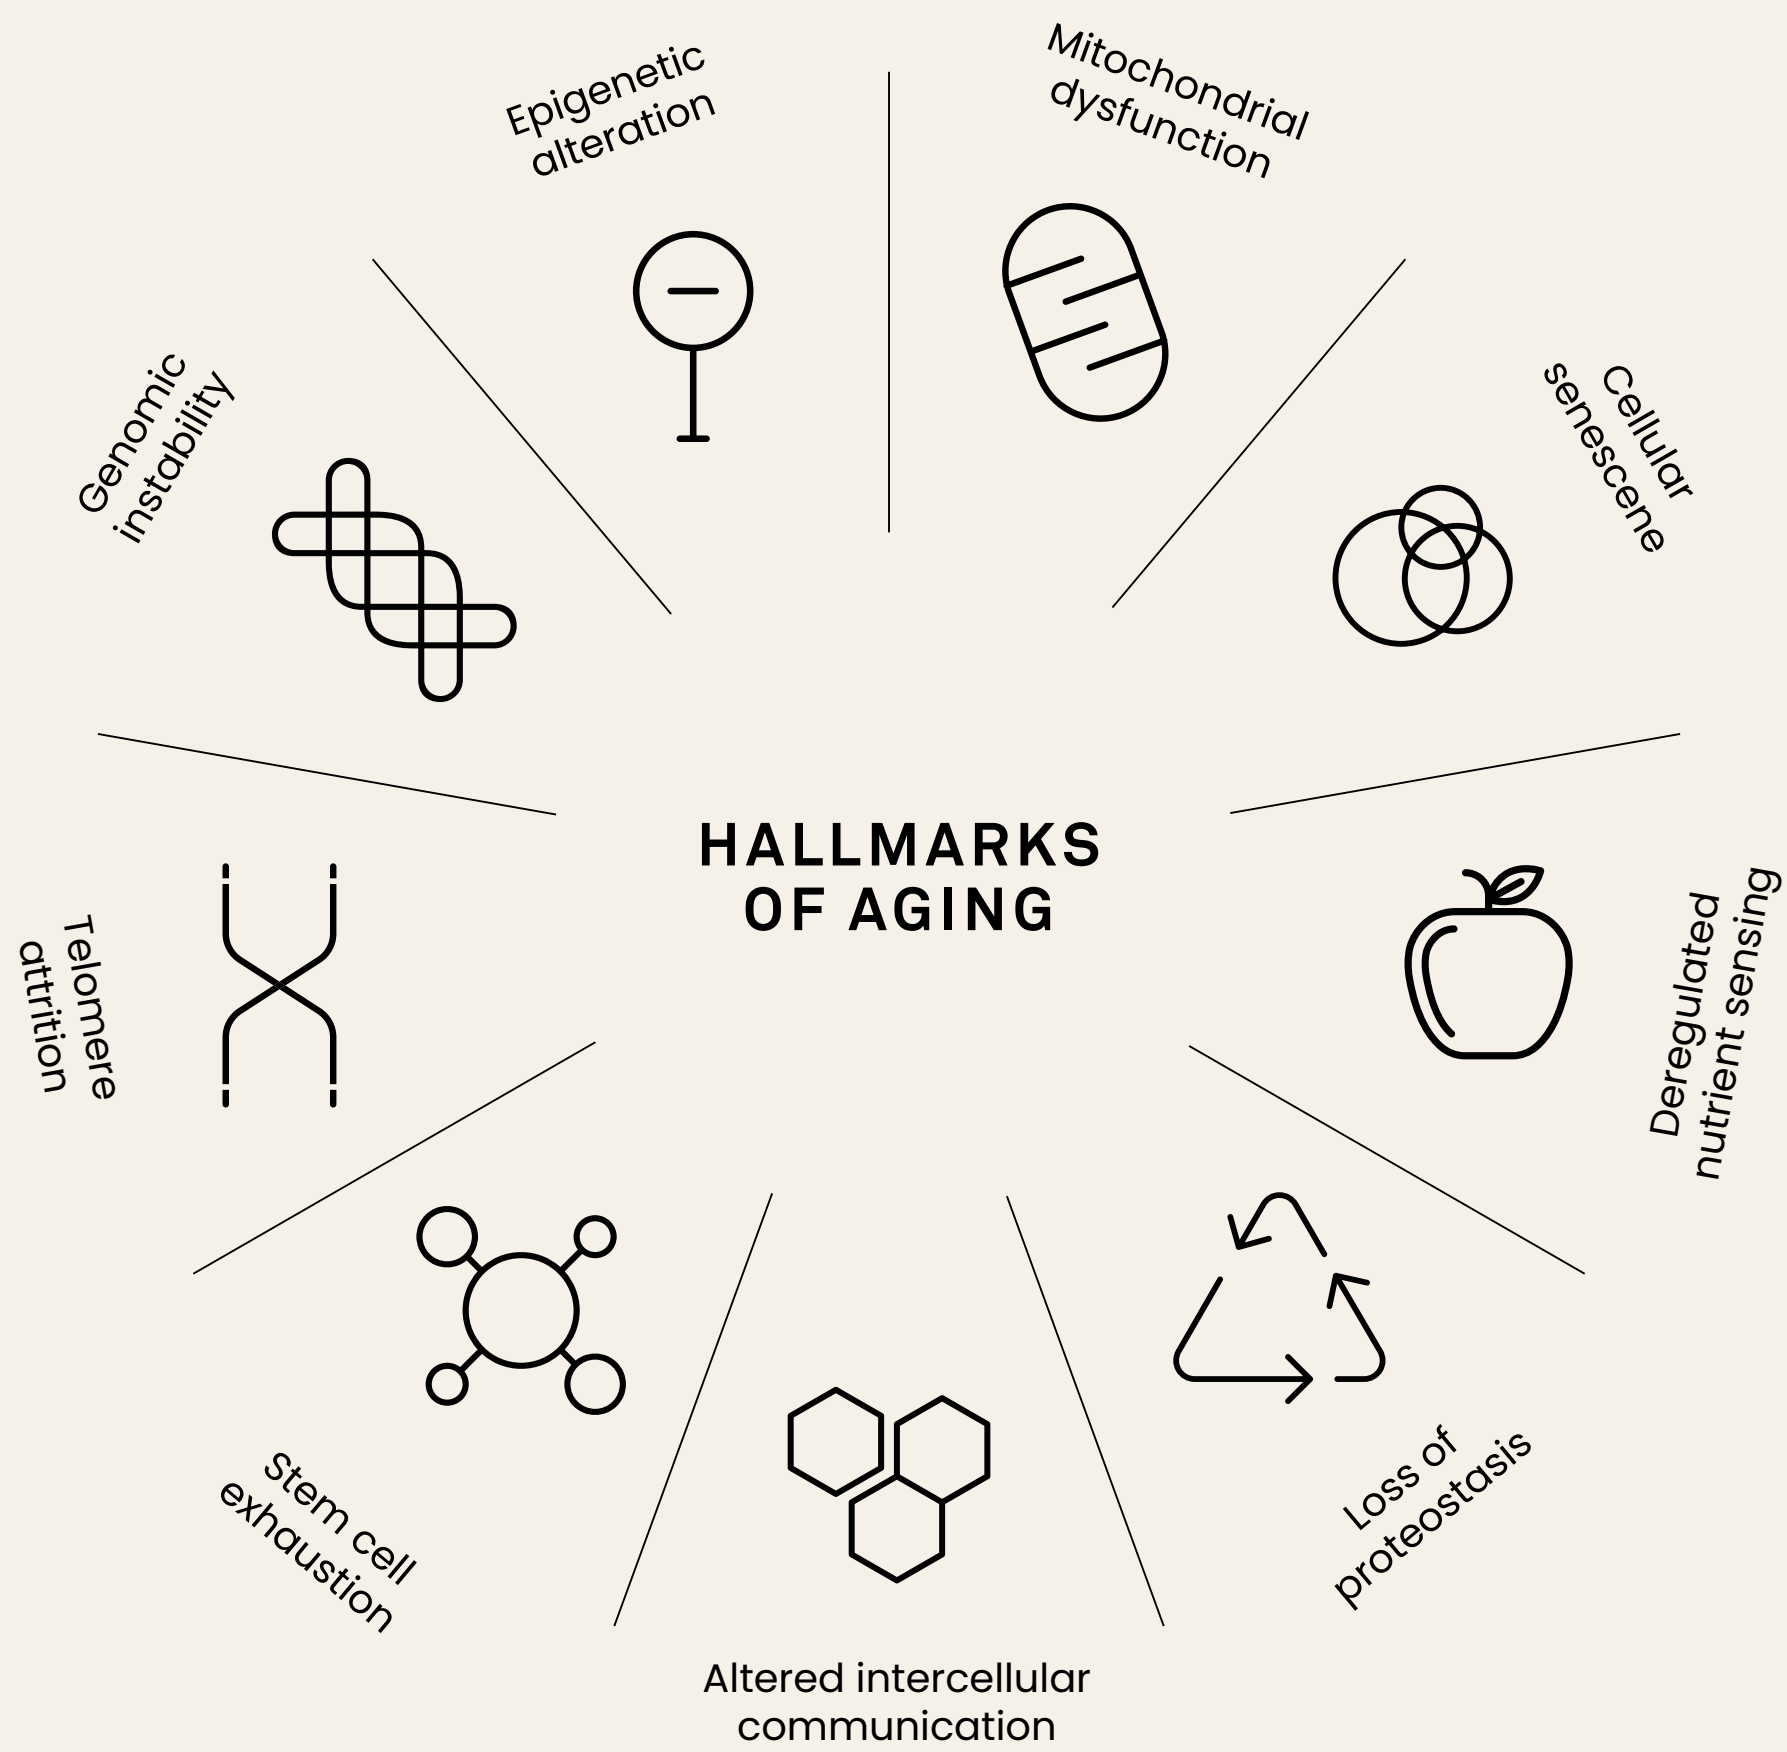 Epigenetic
alteration
Mitochondrial
dysfunction
Cellular
senescene
Deregulated
nutrient sensing
Loss of
proteostasis
Altered intercellular
communication
Stem cell
exhaustion
Telomere
attrition
Genomic
instability
HALLMARKS
OF AGING